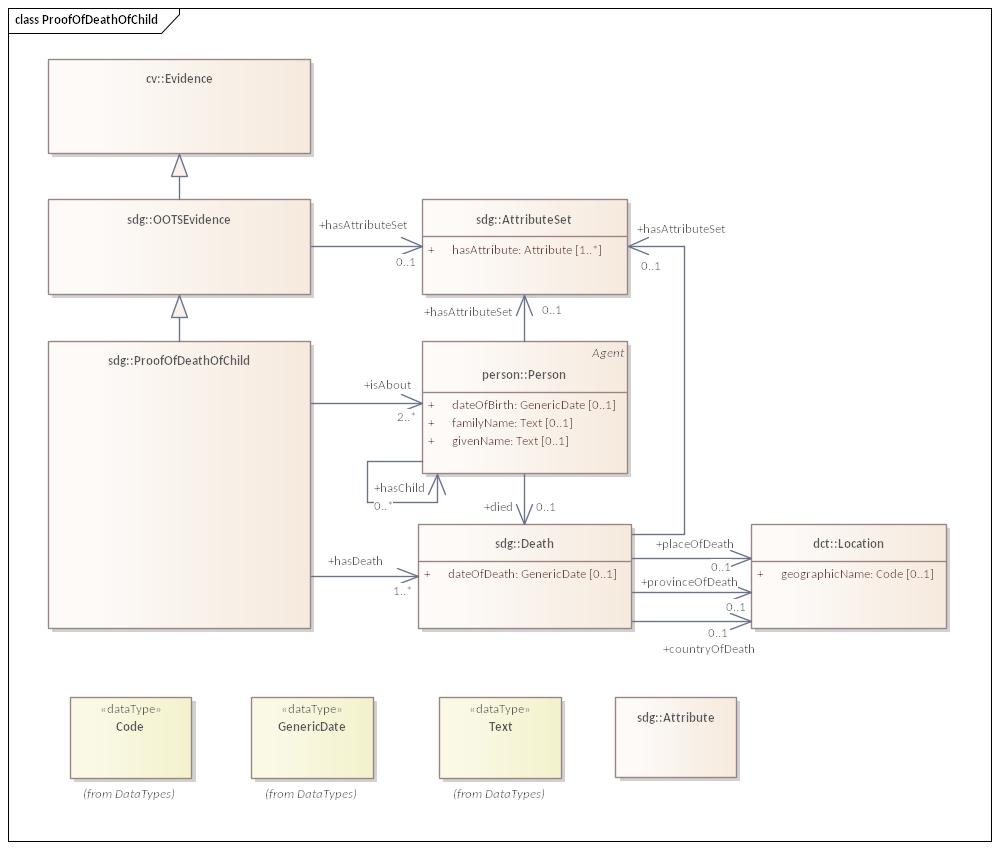 class ProofOfDeathOfChild
cv::Evidence
sdg::OOTSEvidence
+hasAttributeSet
0..1
sdg::AttributeSet
+ hasAttribute: Attribute [1..*]
+hasAttributeSet
0..1
+hasAttributeSet
0..1
sdg::ProofOfDeathOfChild
+isAbout
2..*
Agent
person::Person
+ dateOfBirth: GenericDate [0..1]
+ familyName: Text [0..1]
+ givenName: Text [0..1]
+hasChild
0..*
+died
0..1
+hasDeath
1..*
sdg::Death
+ dateOfDeath: GenericDate [0..1]
+placeOfDeath
0..1
+provinceOfDeath
0..1
0..1
+countryOfDeath
dct::Location
+ geographicName: Code [0..1]
«dataType»
Code
(from DataTypes)
«dataType»
GenericDate
(from DataTypes)
«dataType»
Text
(from DataTypes)
sdg::Attribute